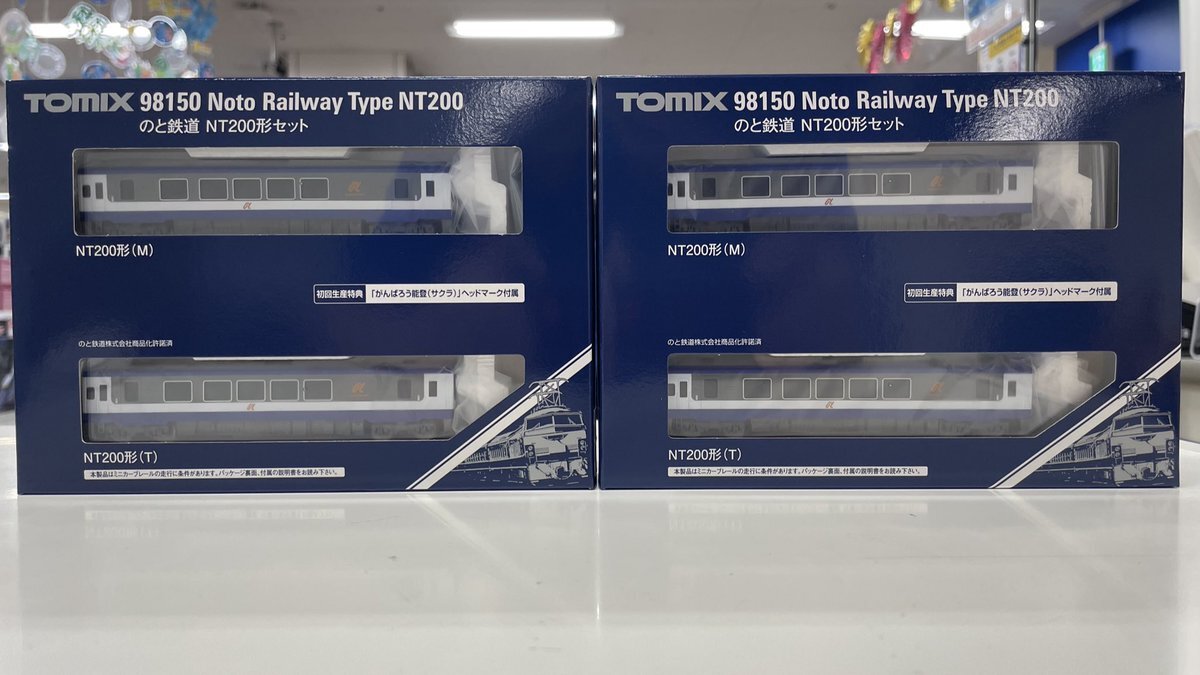 TOMIX 98150 Noto Railway Type NT200
のと鉄道 NT200形セット
NT200形(M)
初回生産特典 「がんばろう能登(サクラ)」ヘッドマーク付属
のと鉄道株式会社商品化許諾済
NT200形(T)
本製品はミニカーブレールの走行に条件があります。パッケージ裏面、付属の説明書をお読み下さい。
TOMIX 98150 Noto Railway Type NT200
のと鉄道 NT200形セット
NT200形(M)
初回生産特典 「がんばろう能登(サクラ)」ヘッドマーク付属
のと鉄道株式会社商品化許諾済
NT200形(T)
本製品はミニカーブレールの走行に条件があります。パッケージ裏面、付属の説明書をお読み下さい。